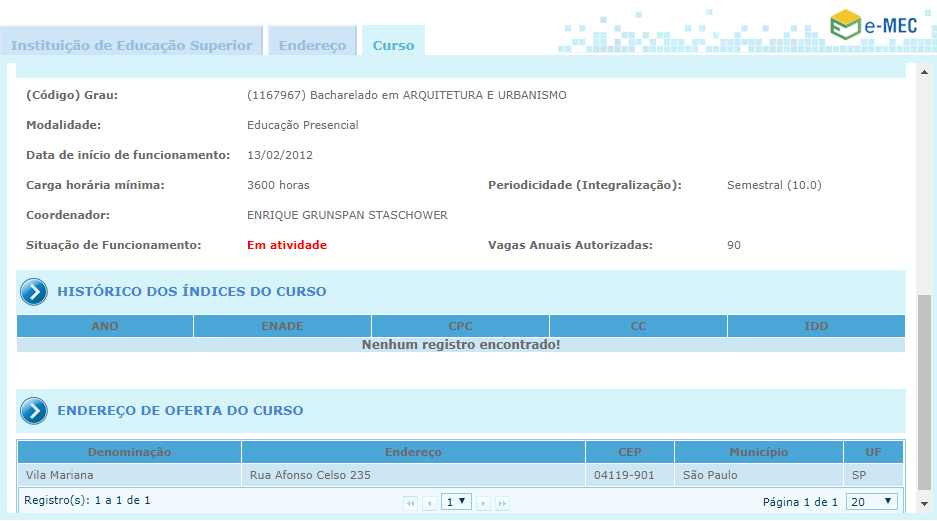 e-MEC
Instituição de Educação Superior Endereço Curso
(Código) Grau: (1167967) Bacharelado em ARQUITETURA E URBANISMO
Modalidade: Educação Presencial
Data de início de funcionamento: 13/02/2012
Carga horária mínima: 3600 horas Periodicidade (Integralização): Semestral (10.0)
Coordenador: ENRIQUE GRUNSPAN STASCHOWER
Situação de Funcionamento: Em atividade Vagas Anuais Autorizadas: 90
HISTÓRICO DOS ÍNDICES DO CURSO
ANO ENADE CPC CC IDD
Nenhum registro encontrado!
ENDEREÇO DE OFERTA DO CURSO
Denominação Endereço CEP Município UF
Vila Mariana Rua Afonso Celso 235 04119-901 São Paulo SP
Registro(s): 1 a 1 de 1 1 Página 1 de 1 20